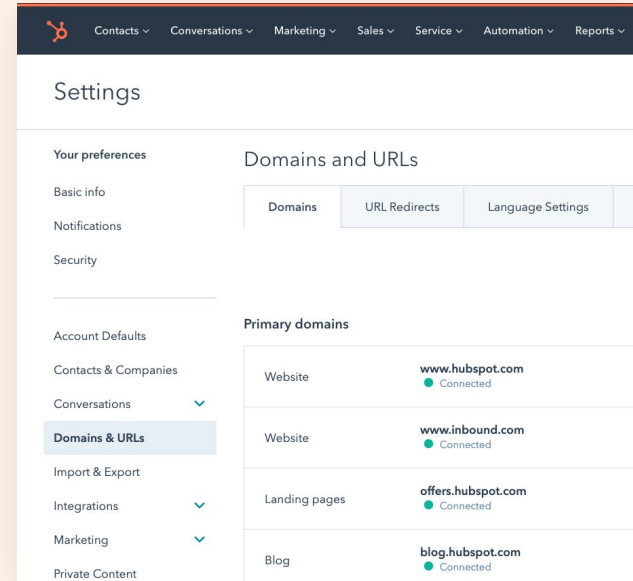 Contacts Conversations Marketing Sales Service Automation Reports
Settings
Your preferences
Basic info
Notifications
Security
Account Defaults
Contacts & Companies
Conversations
Domains & URLs
Import & Export
Integrations
Marketing
Private Content
Domains and URLs
Domains URL Redirects Language Settings
Primary domains
Website www.hubspot.com
Connected
Website www.inbound.com
Connected
Landing pages offers.hubspot.com
Connected
Blog blog.hubspot.com
Connected